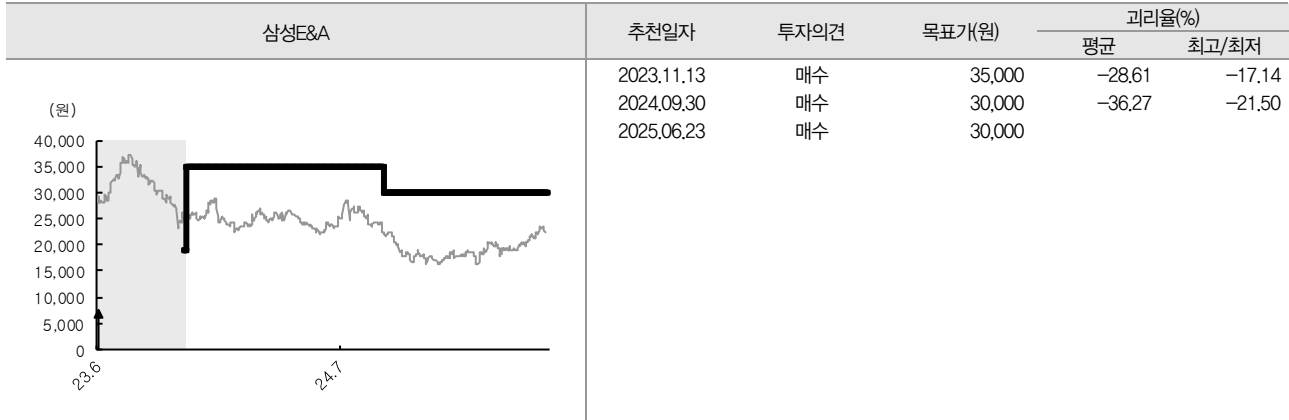 삼성E&A
추천일자 투자의견 목표가(원) 괴리율(%)
평균 최고/최저
2023.11.13 매수 35,000 -28.61 -17.14
2024.09.30 매수 30,000 -36.27 -21.50
2025.06.23 매수 30,000
(원)
40,000
35,000
30,000
25,000
20,000
15,000
10,000
5,000
0
23.6 24.7